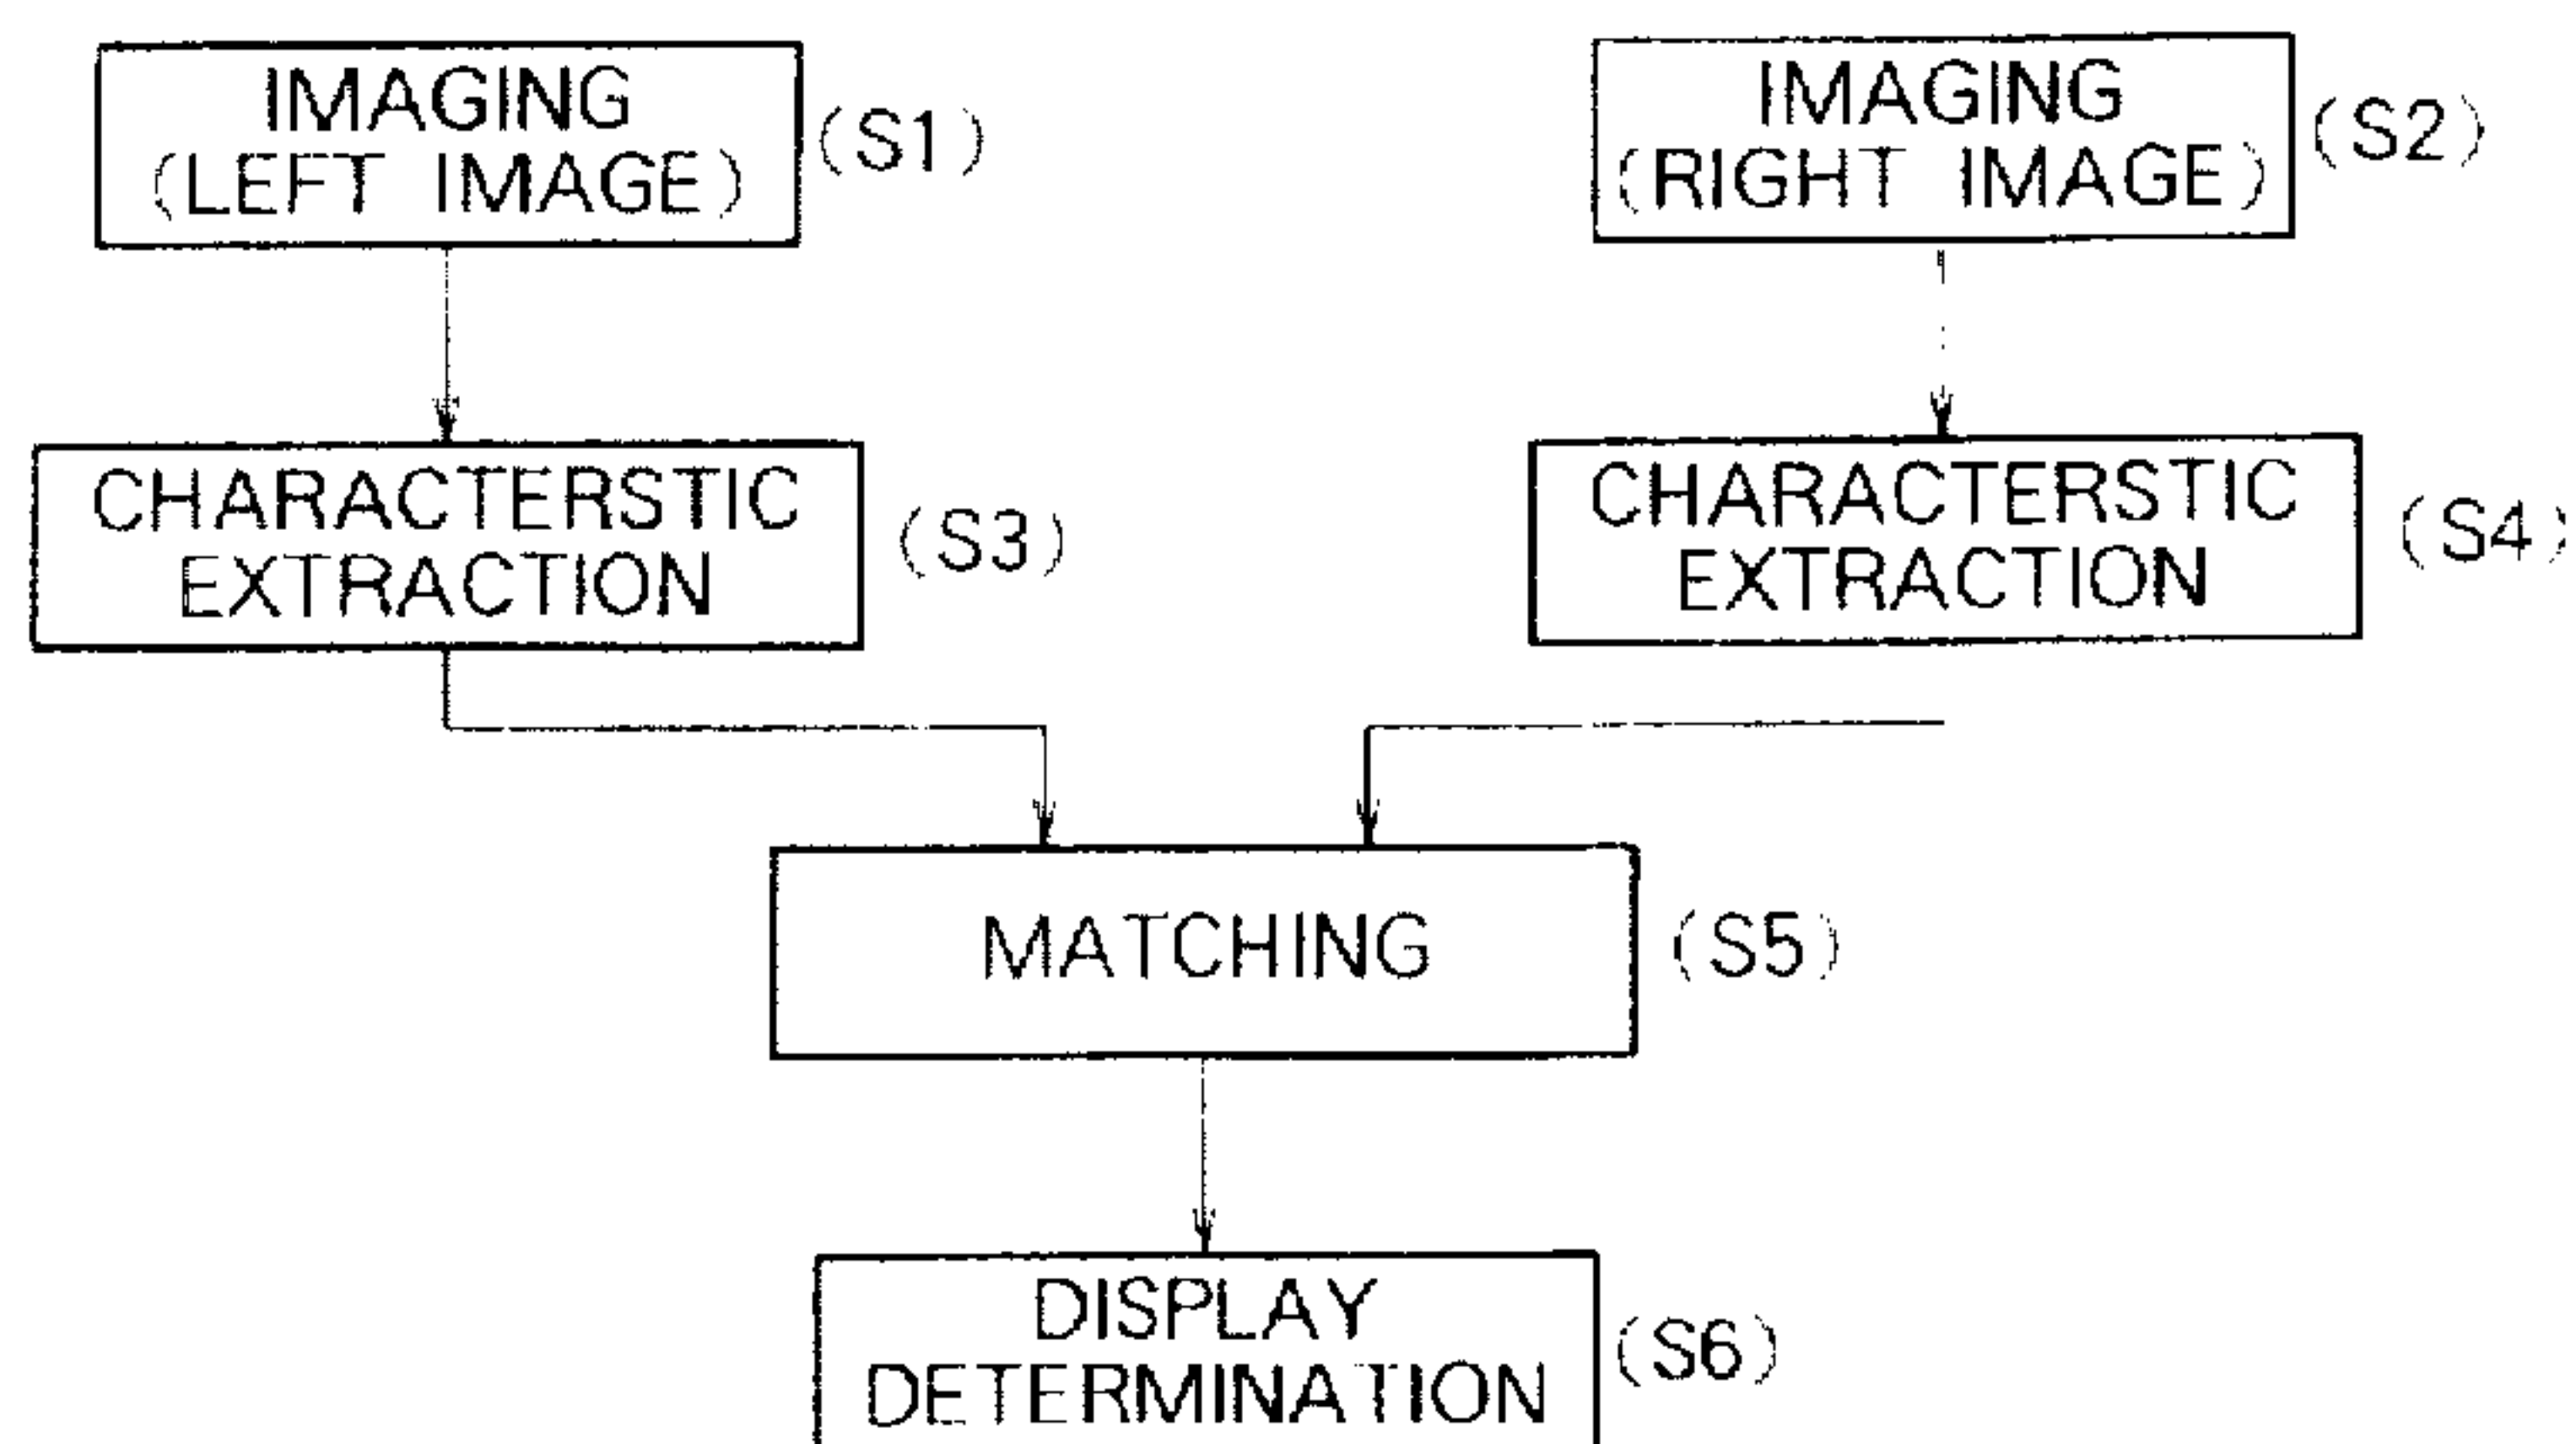 IMAGING
(LEFT IMAGE)
(S1)
IMAGING
(RIGHT IMAGE)
(S2)
CHARACTERSTIC
EXTRACTION
(S3)
CHARACTERSTIC
EXTRACTION
(S4)
MATCHING
(S5)
DISPLAY
DETERMINATION
(S6)